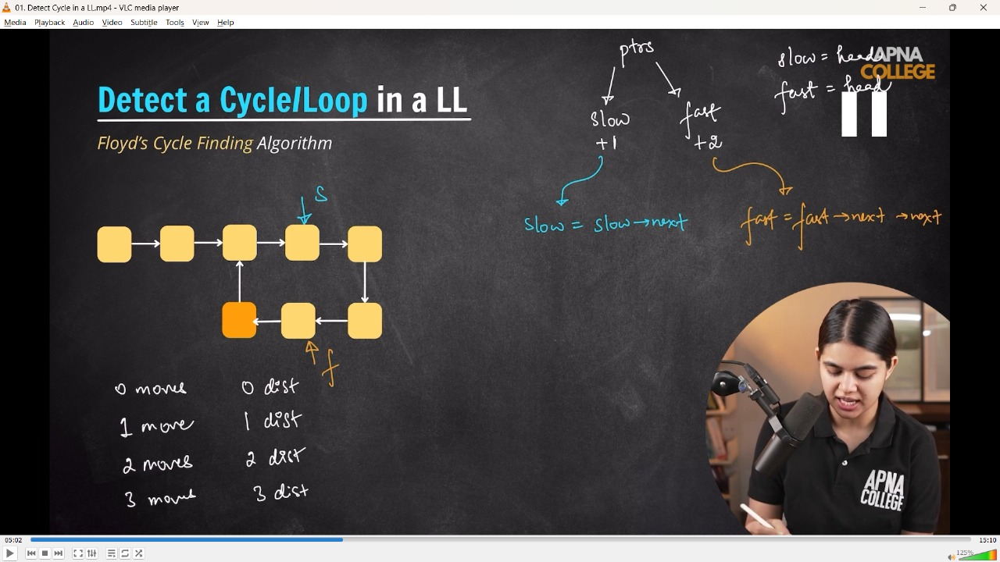 01. Detect Cycle in a LL.mp4 - VLC media player
Media Playback Audio Video Subtitle Tools View Help
ptrs
slow = head
fast = head
APNA
COLLEGE
Detect a Cycle/Loop in a LL
Floyd's Cycle Finding Algorithm
slow
+1
fast
+2
slow = slow→next
fast = fast→next→next
S
f
0 moves 0 dist
1 move 1 dist
2 moves 2 dist
3 moves 3 dist
APNA
COLLEGE
05:02
15:10
125%